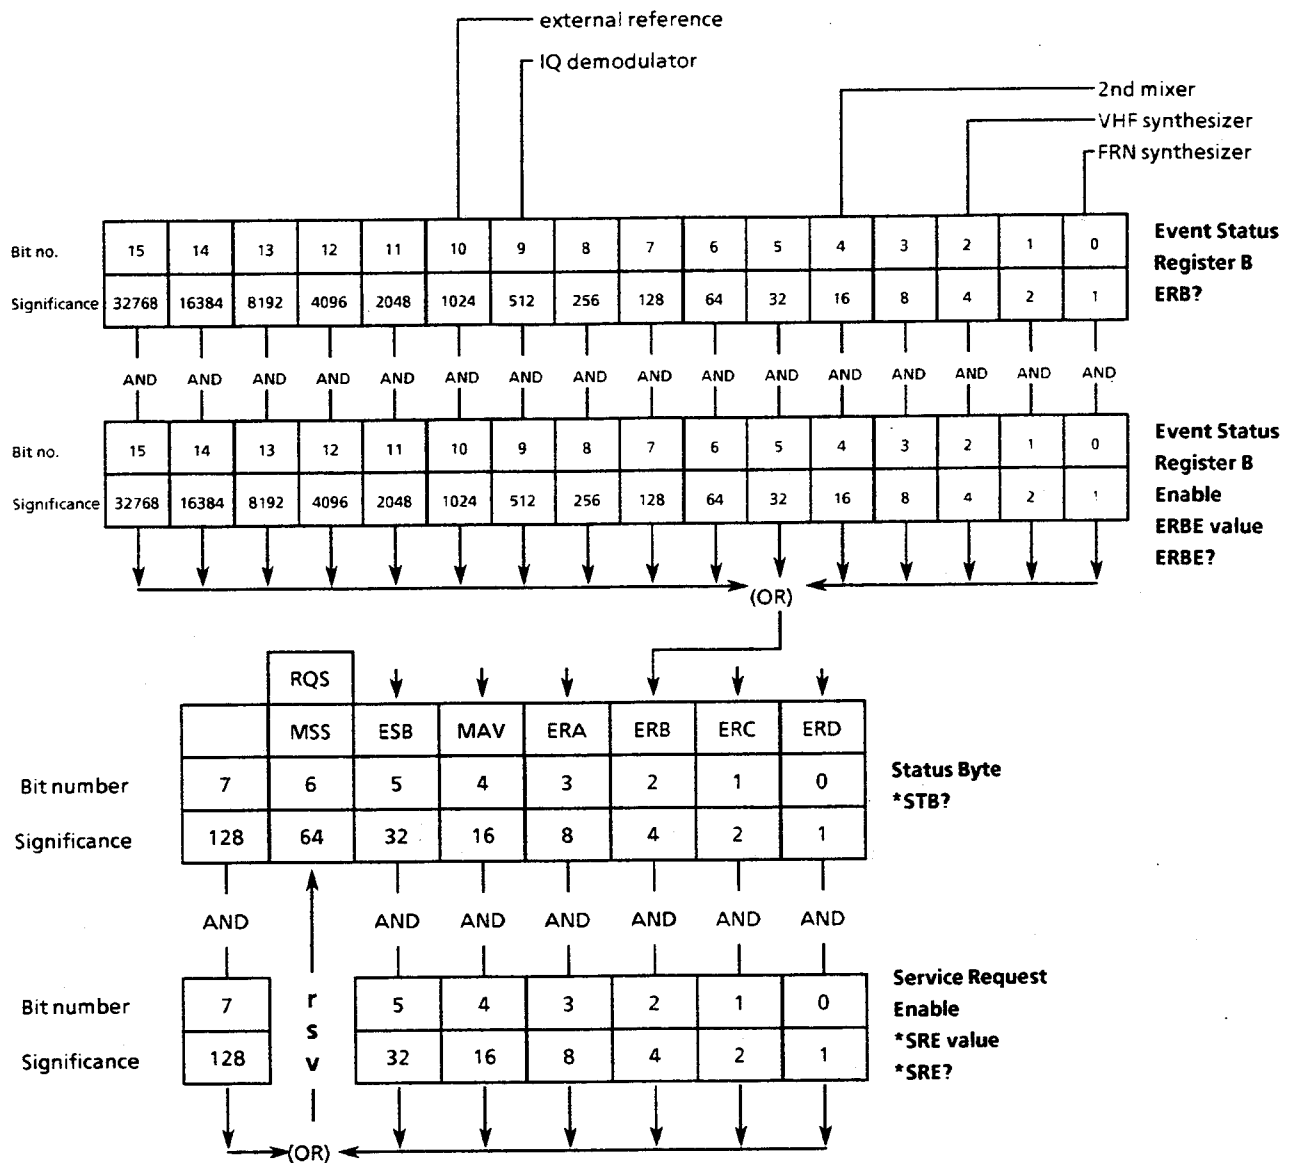 external reference
IQ demodulator
2nd mixer
VHF synthesizer
FRN synthesizer
Bit no. 15 14 13 12 11 10 9 8 7 6 5 4 3 2 1 0
Significance 32768 16384 8192 4096 2048 1024 512 256 128 64 32 16 8 4 2 1
Event Status
Register B
ERB?
AND AND AND AND AND AND AND AND AND AND AND AND AND AND AND AND
Bit no. 15 14 13 12 11 10 9 8 7 6 5 4 3 2 1 0
Significance 32768 16384 8192 4096 2048 1024 512 256 128 64 32 16 8 4 2 1
Event Status
Register B
Enable
ERBE value
ERBE?
(OR)
RQS
MSS ESB MAV ERA ERB ERC ERD
Bit number 7 6 5 4 3 2 1 0
Significance 128 64 32 16 8 4 2 1
Status Byte
*STB?
AND AND AND AND AND AND AND
Bit number 7 5 4 3 2 1 0
Significance 128 32 16 8 4 2 1
rsv
Service Request
Enable
*SRE value
*SRE?
(OR)